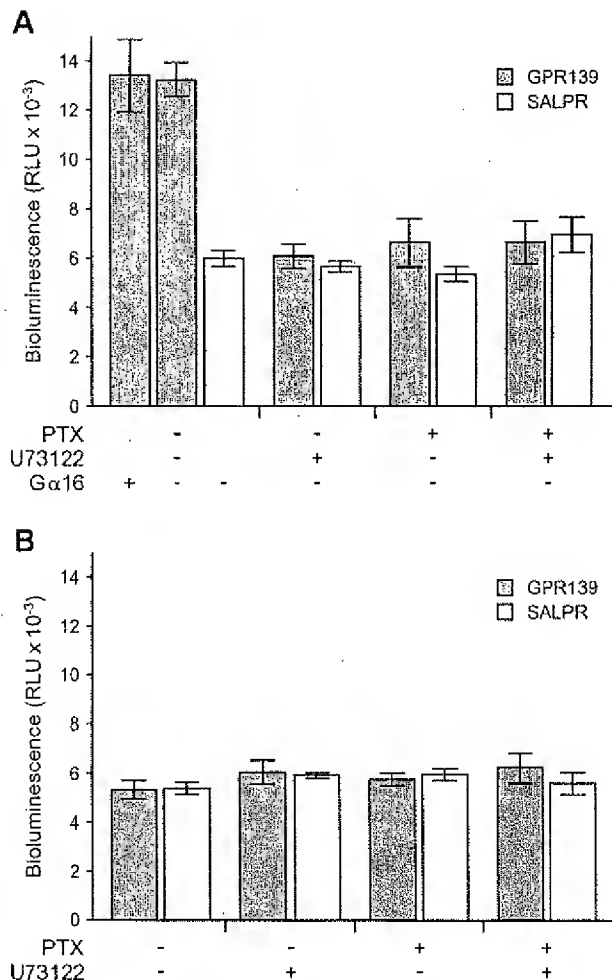 A
GPR139
SALPR
Bioluminescence (RLU x 10⁻³)
14
12
10
8
6
4
2
0
PTX - - + +
U73122 - + - +
Gα16 + - - - - -
B
GPR139
SALPR
Bioluminescence (RLU x 10⁻³)
14
12
10
8
6
4
2
0
PTX - - + +
U73122 - + - +